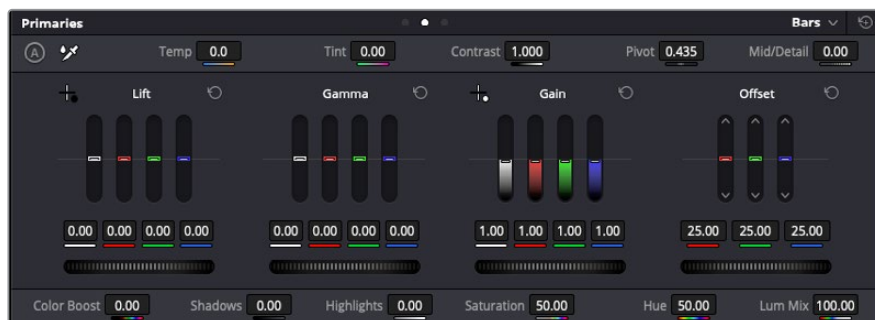 Primaries Bars
A Temp 0.0 Tint 0.00 Contrast 1.000 Pivot 0.435 Mid/Detail 0.00
Lift Gamma Gain Offset
0.00 0.00 0.00 0.00 0.00 0.00 0.00 0.00 1.00 1.00 1.00 1.00 25.00 25.00 25.00
Color Boost 0.00 Shadows 0.00 Highlights 0.00 Saturation 50.00 Hue 50.00 Lum Mix 100.00